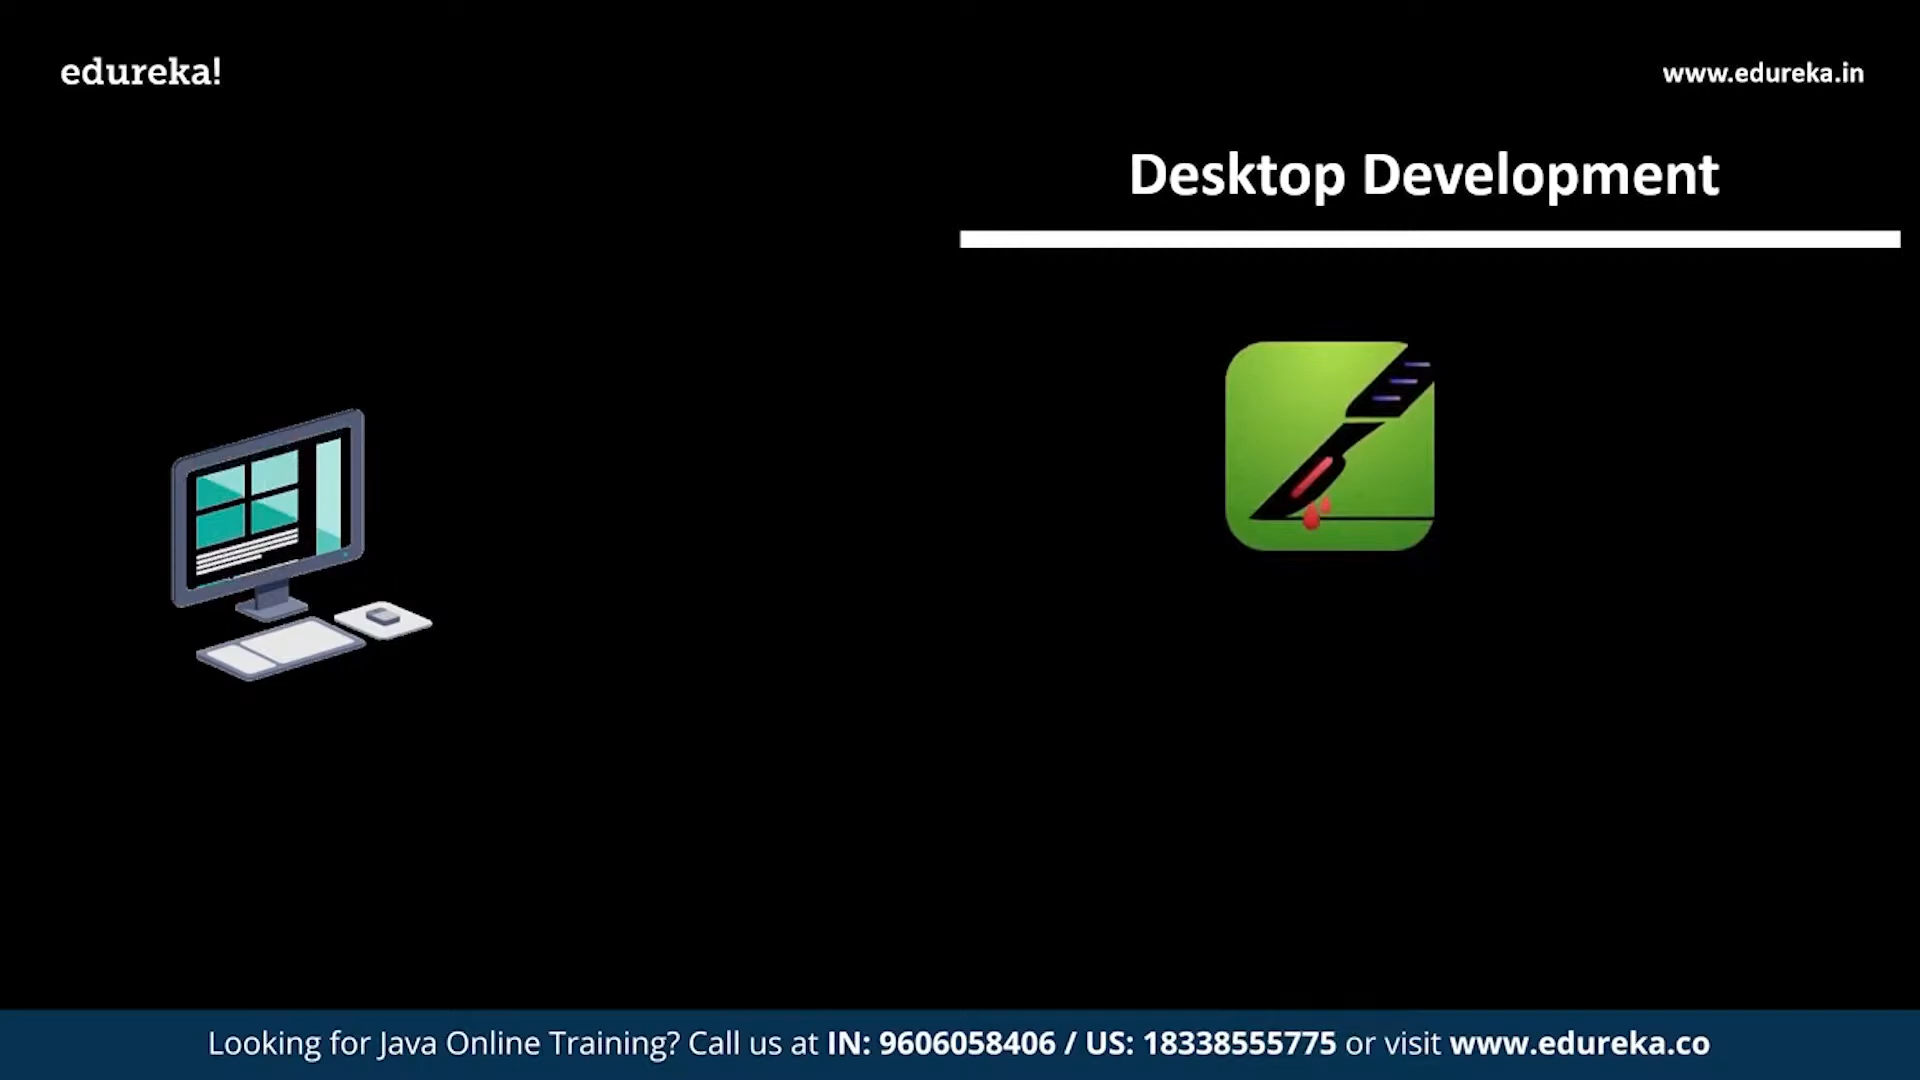 edureka!
www.edureka.in
Desktop Development
Looking for Java Online Training? Call us at IN: 9606058406 / US: 18338555775 or visit www.edureka.co